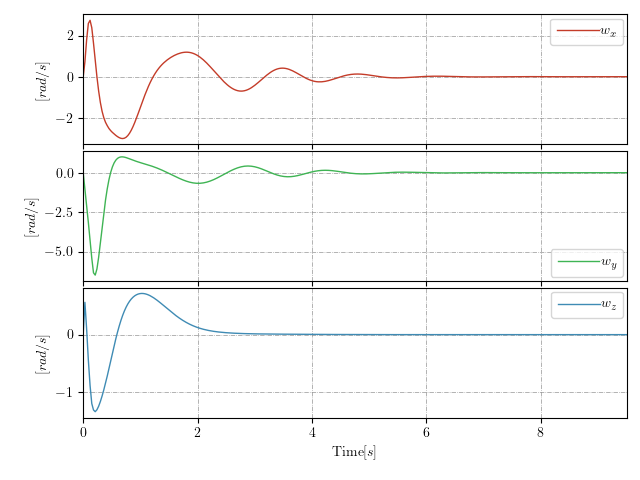 2
0
−2
[rad/s]
w_x
0.0
−2.5
−5.0
[rad/s]
w_y
0
−1
[rad/s]
w_z
0 2 4 6 8
Time[s]